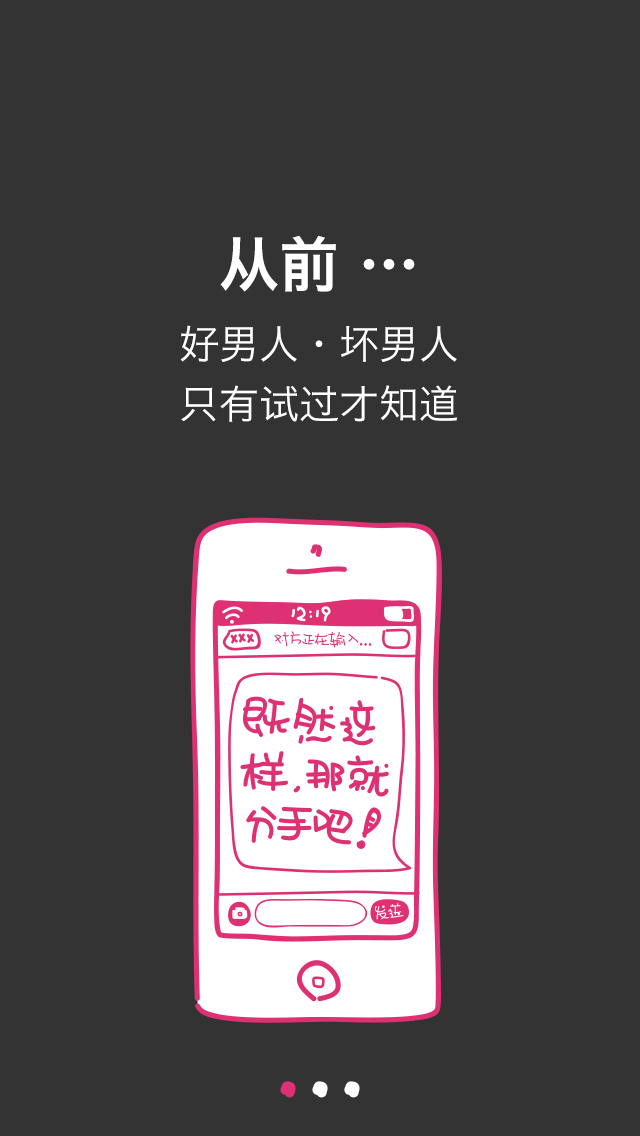 从前 …
好男人·坏男人
只有试过才知道
12:19
xxx 对方正在输入...
既然这
样,那就
分手吧!
发送